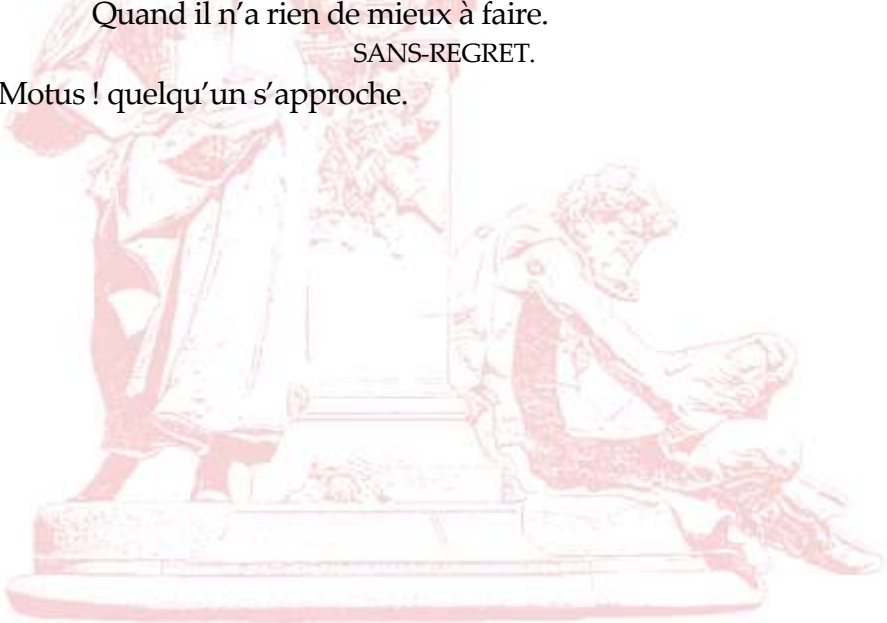 Quand il n’a rien de mieux à faire.
SANS-REGRET.
Motus ! quelqu’un s’approche.